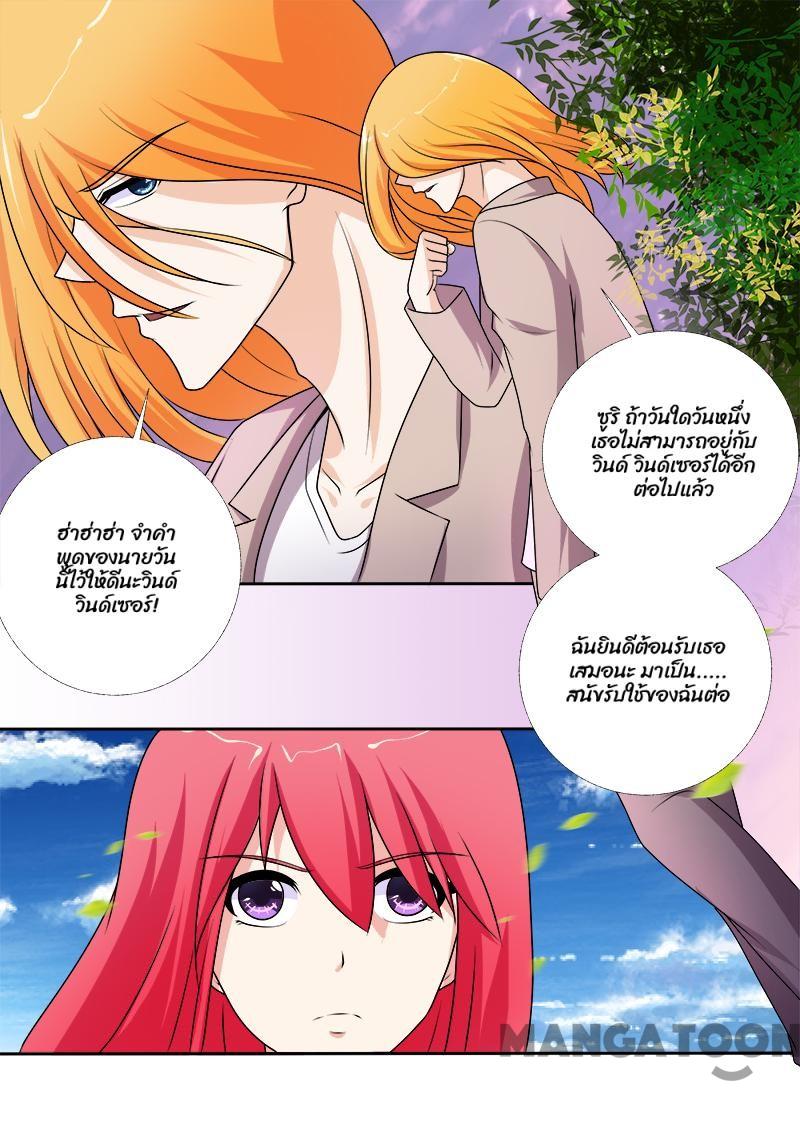 ฮ่าฮ่าฮ่า จำคำ
พูดของนายวัน
นี้ไว้ให้ดีนะวินด์
วินด์เซอร์!
ซูริ ถ้าวันใดวันหนึ่ง
เธอไม่สามารถอยู่กับ
วินด์ วินด์เซอร์ได้อีก
ต่อไปแล้ว
ฉันยินดีต้อนรับเธอ
เสมอนะ มาเป็น.....
สนัขรับใช้ของฉันต่อ
MANGATOON